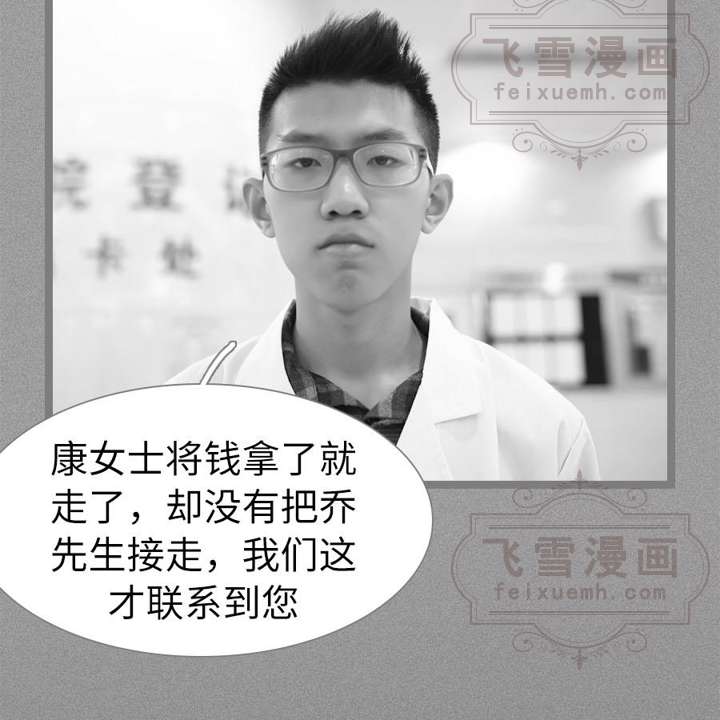 飞雪漫画
feixuemh.com
院登记
卡处
康女士将钱拿了就
走了，却没有把乔
先生接走，我们这
才联系到您
飞雪漫画
feixuemh.com